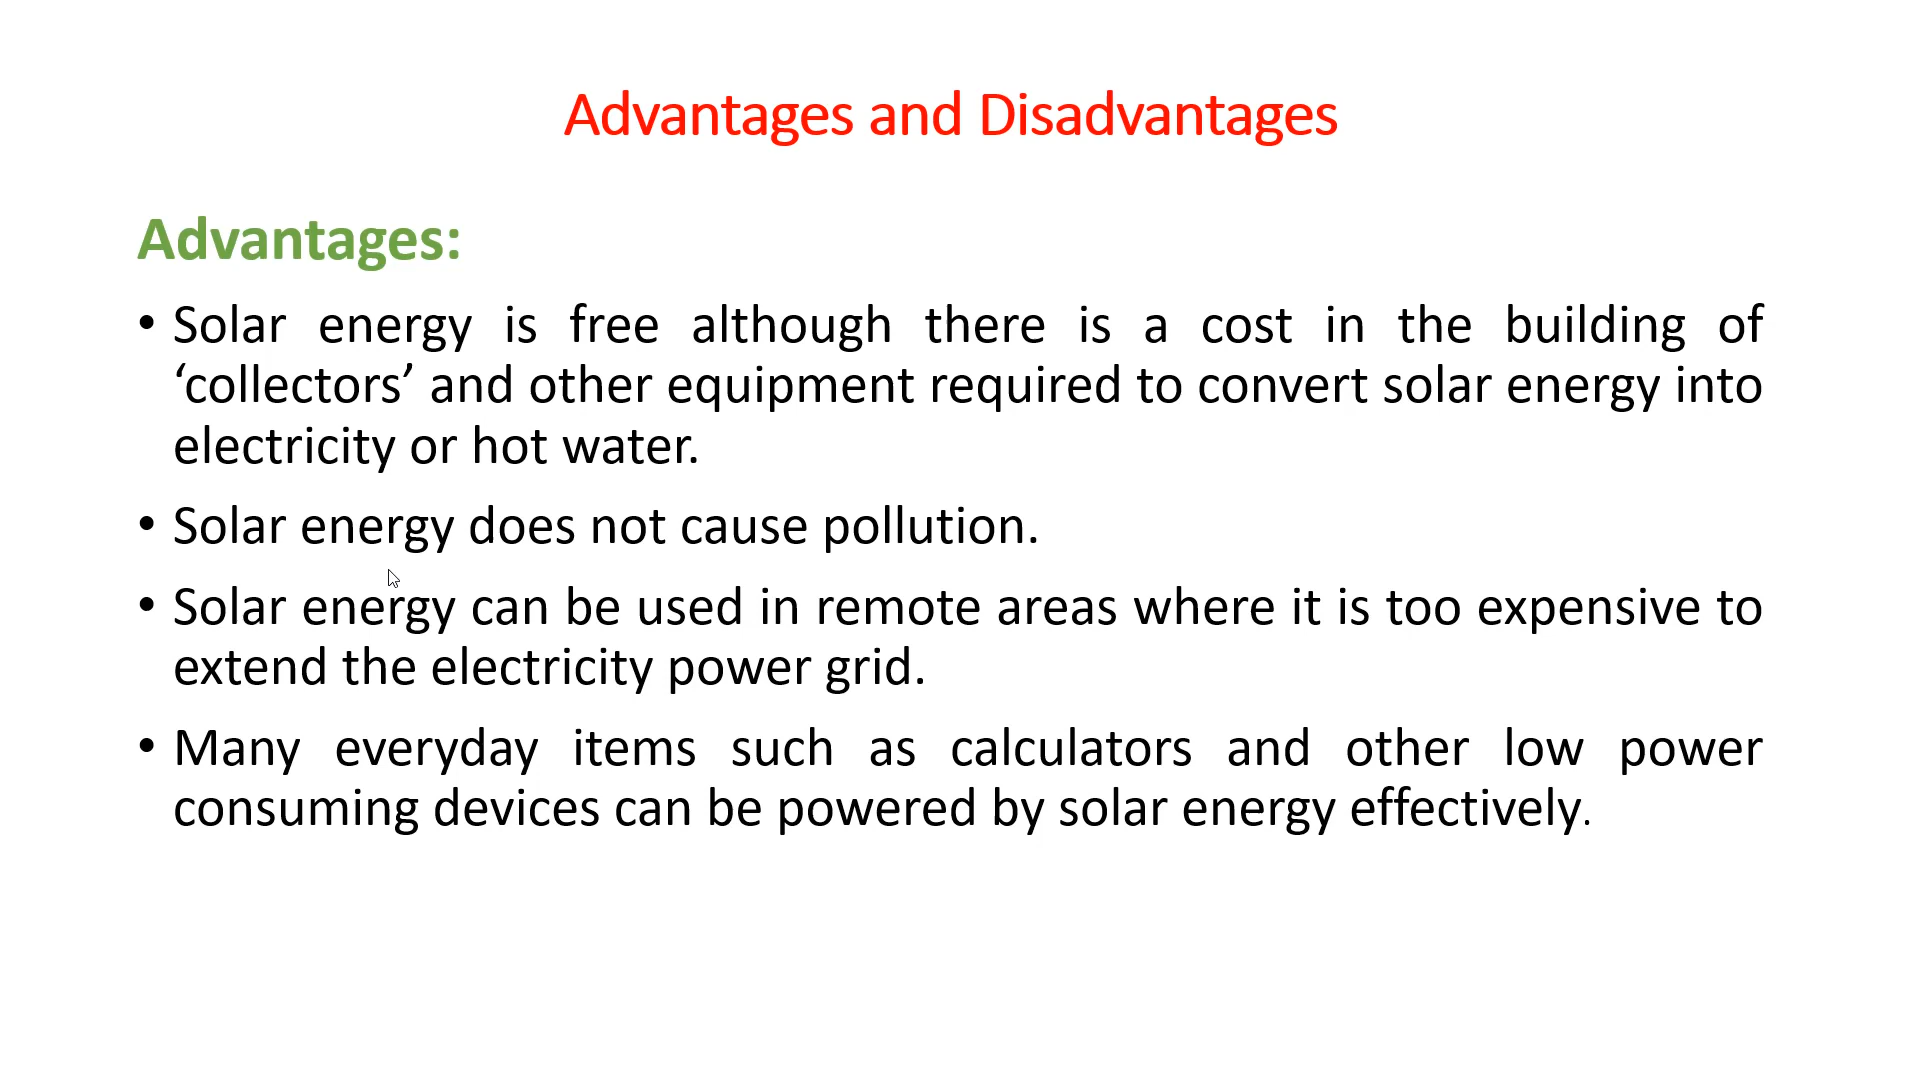 Advantages and Disadvantages
Advantages:
• Solar energy is free although there is a cost in the building of
‘collectors’ and other equipment required to convert solar energy into
electricity or hot water.
• Solar energy does not cause pollution.
• Solar energy can be used in remote areas where it is too expensive to
extend the electricity power grid.
• Many everyday items such as calculators and other low power
consuming devices can be powered by solar energy effectively.